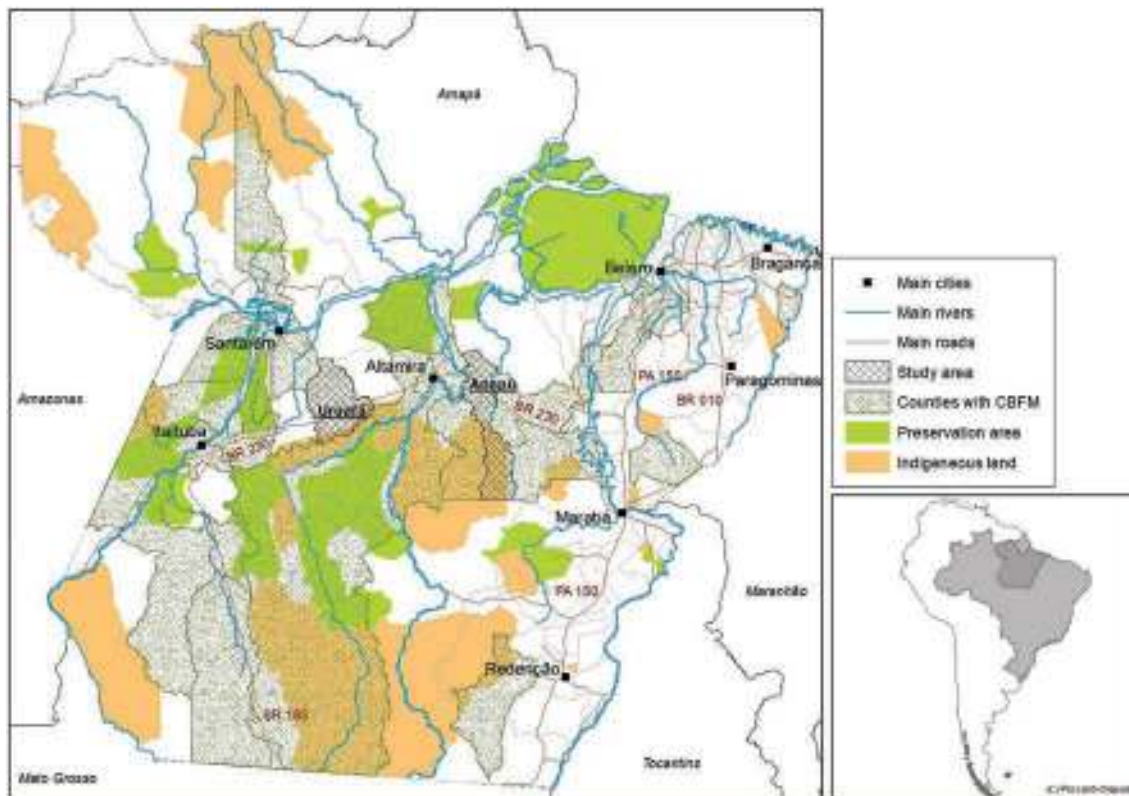 Amapá
Belém
Bragança
Santarém
Altamira
Anapú
PA 150
Paragominas
Amazonas
Uruará
BR 230
BR 010
Itaituba
BR 230
Marabá
PA 150
Maranhão
Redenção
BR 163
Mato Grosso
Tocantins
Main cities
Main rivers
Main roads
Study area
Counties with CBFM
Preservation area
Indigeneous land